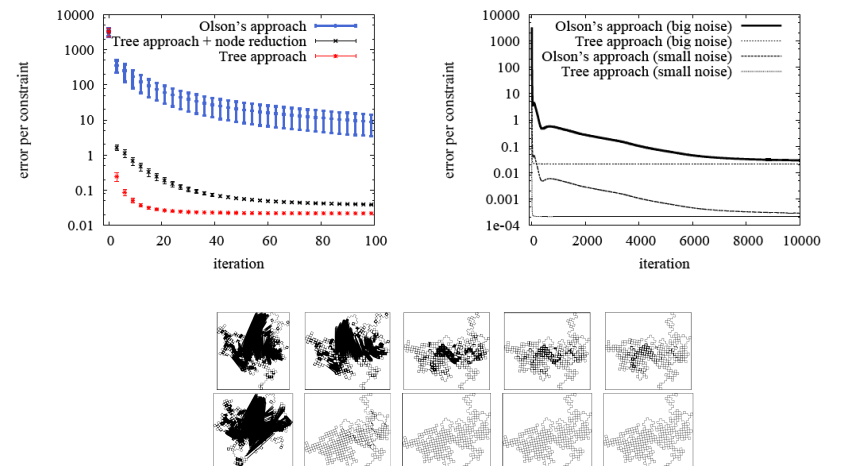 10000
1000
100
10
1
0.1
0.01
error per constraint
Olson's approach
Tree approach + node reduction
Tree approach
0 20 40 60 80 100
iteration
10000
1000
100
10
1
0.1
0.01
0.001
1e-04
error per constraint
Olson's approach (big noise)
Tree approach (big noise)
Olson's approach (small noise)
Tree approach (small noise)
0 2000 4000 6000 8000 10000
iteration